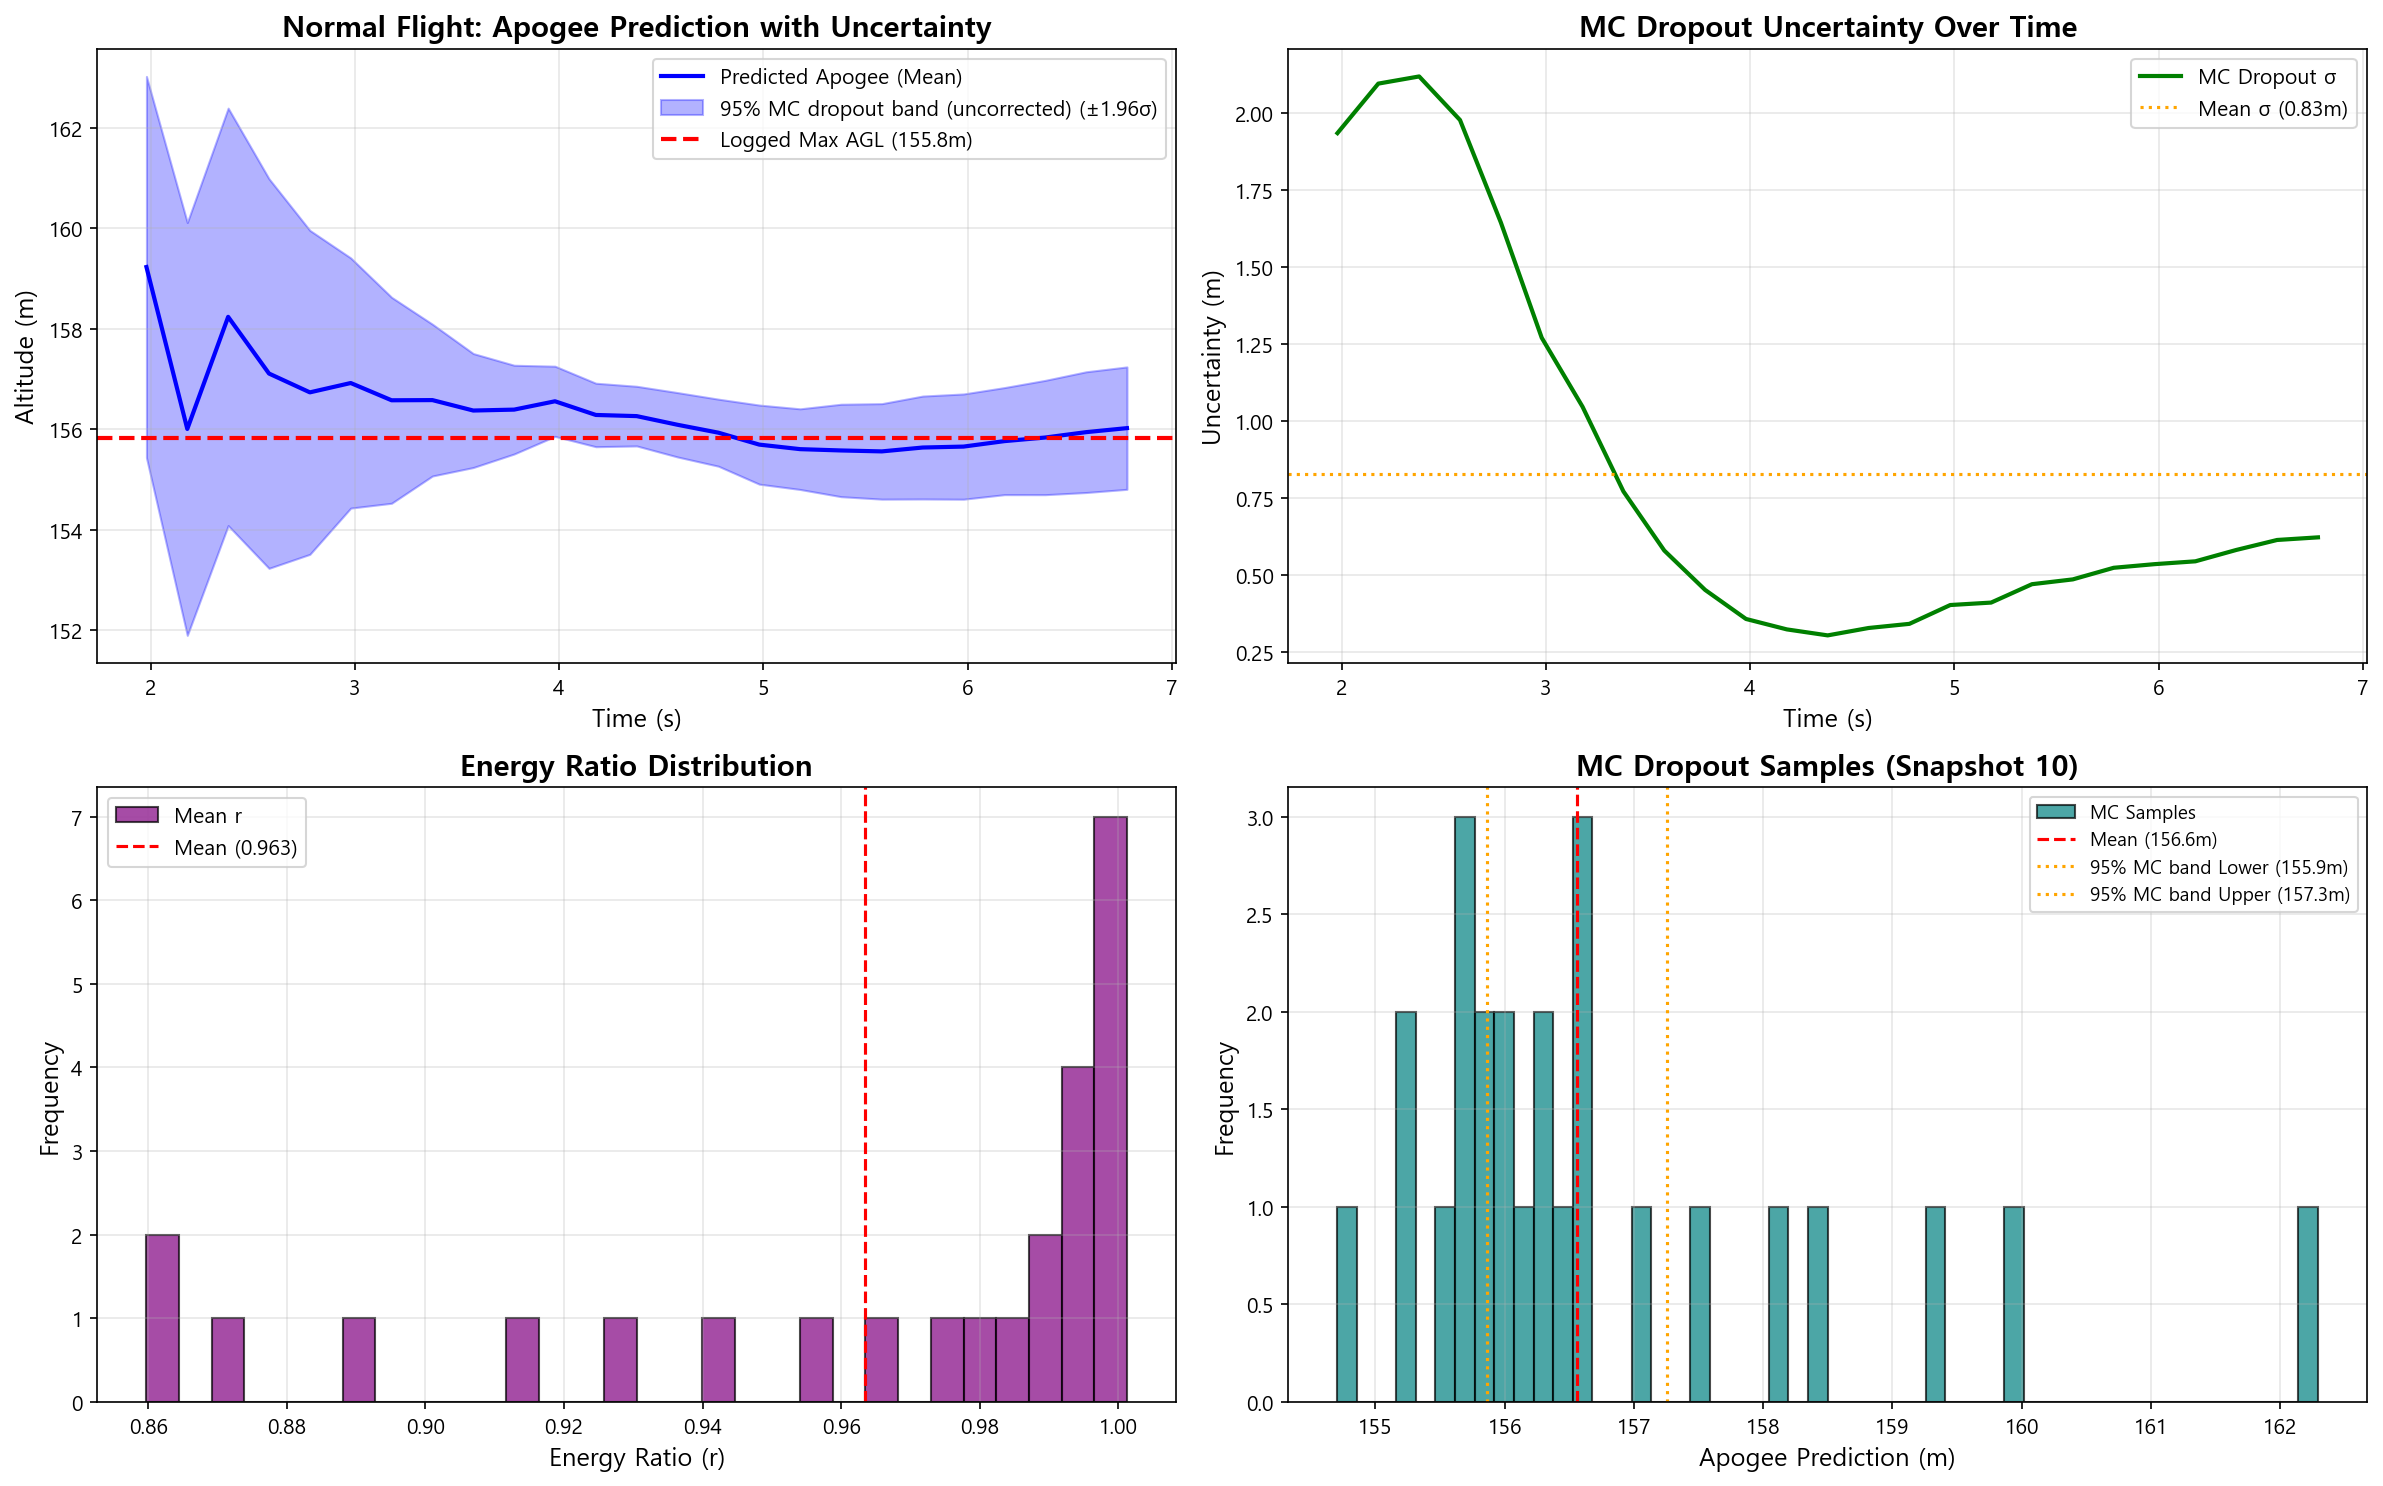 Normal Flight: Apogee Prediction with Uncertainty
Predicted Apogee (Mean)
95% MC dropout band (uncorrected) (±1.96σ)
Logged Max AGL (155.8m)
Altitude (m)
162
160
158
156
154
152
2 3 4 5 6 7
Time (s)
MC Dropout Uncertainty Over Time
MC Dropout σ
Mean σ (0.83m)
Uncertainty (m)
2.00
1.75
1.50
1.25
1.00
0.75
0.50
0.25
2 3 4 5 6 7
Time (s)
Energy Ratio Distribution
Mean r
Mean (0.963)
Frequency
7
6
5
4
3
2
1
0
0.86 0.88 0.90 0.92 0.94 0.96 0.98 1.00
Energy Ratio (r)
MC Dropout Samples (Snapshot 10)
MC Samples
Mean (156.6m)
95% MC band Lower (155.9m)
95% MC band Upper (157.3m)
Frequency
3.0
2.5
2.0
1.5
1.0
0.5
0.0
155 156 157 158 159 160 161 162
Apogee Prediction (m)